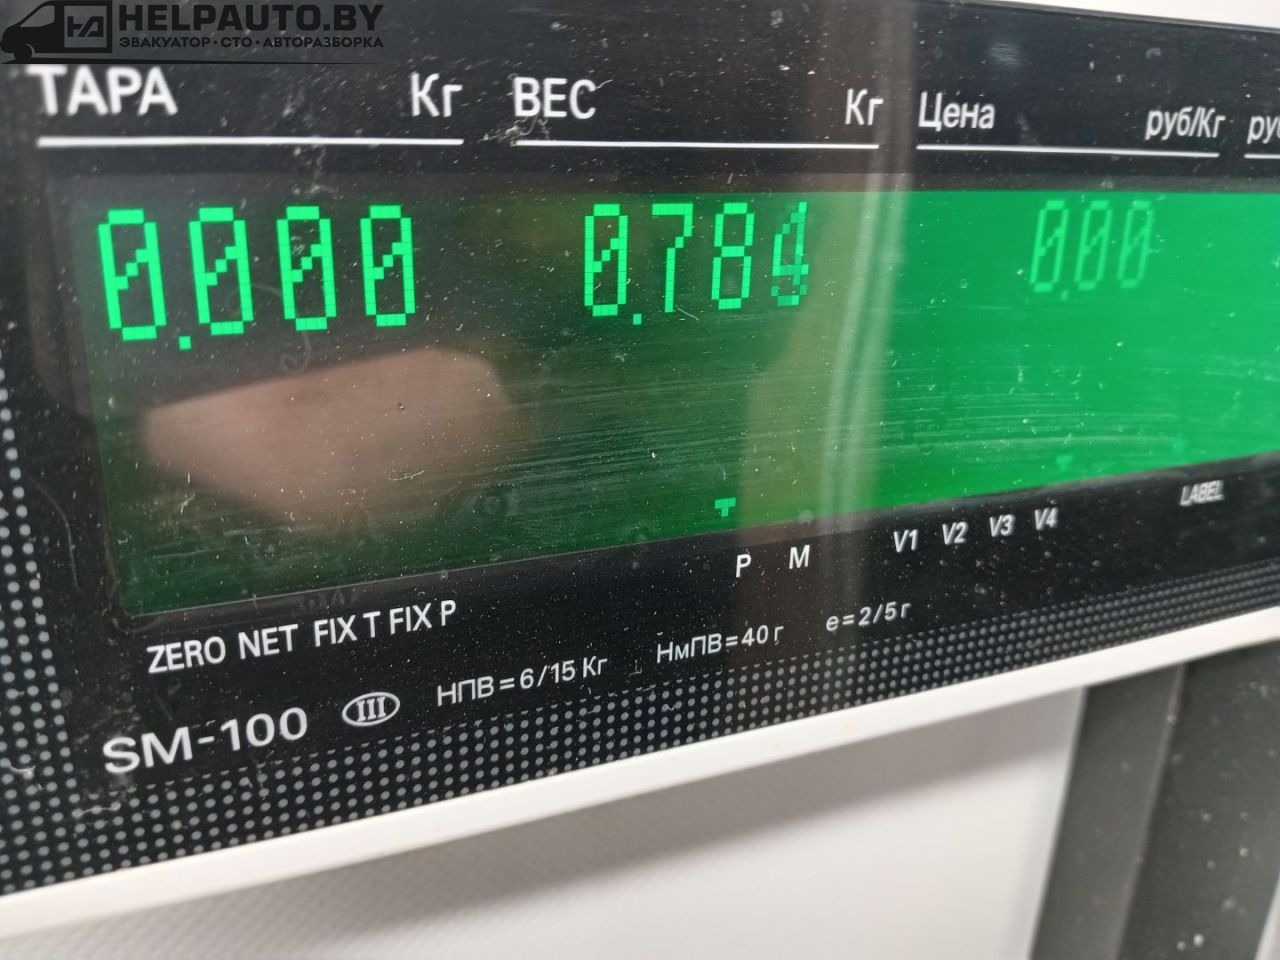 HELPAUTO.BY
ЭВАКУАТОР·СТО·АВТОРАЗБОРКА
ТАРА Кг ВЕС Кг Цена руб/Кг
0.000 0.784 0.00
P M V1 V2 V3 V4 LABEL
ZERO NET FIX T FIX P
SM-100 III НПВ=6/15 Кг НмПВ=40 г e=2/5 г